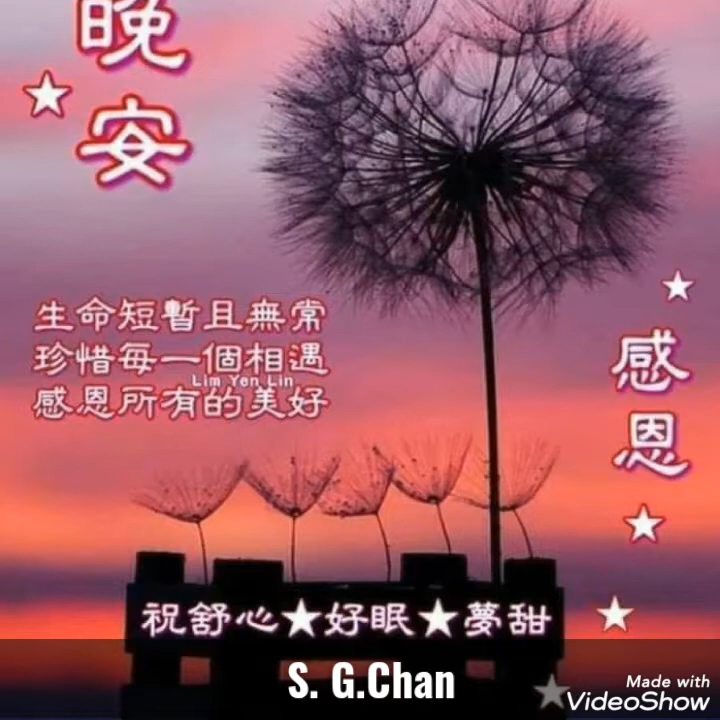 晚安
生命短暫且無常
珍惜每一個相遇
Lim Yen Lin
感恩所有的美好
感恩
祝舒心★好眠★夢甜
S. G.Chan
Made with
VideoShow